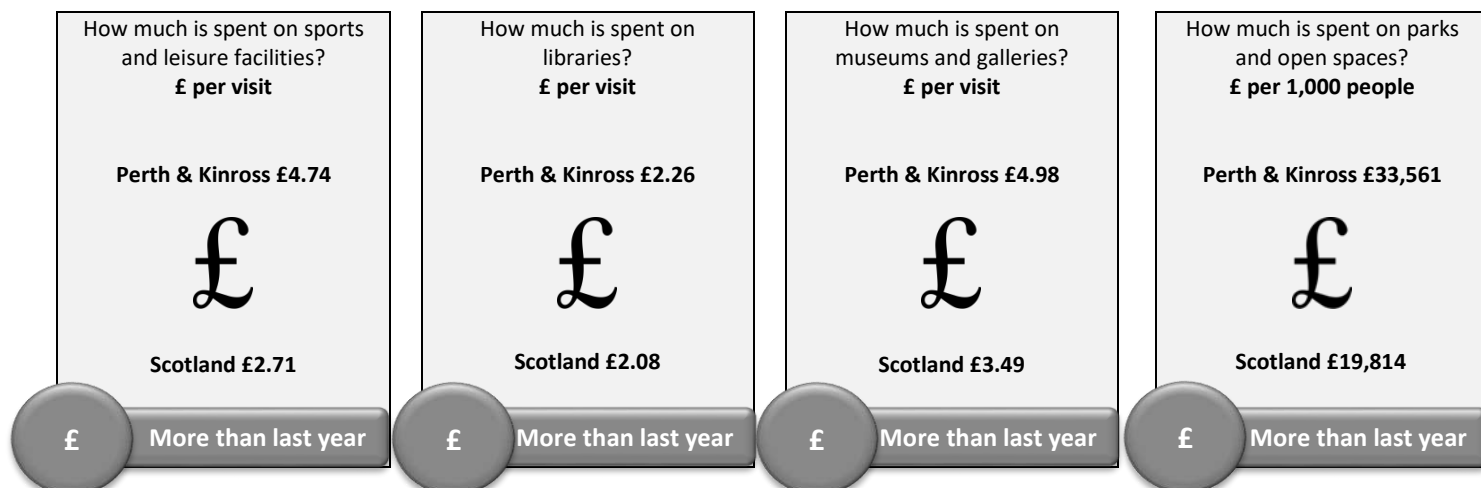 How much is spent on sports
and leisure facilities?
£ per visit
Perth & Kinross £4.74
£
Scotland £2.71
£
More than last year
How much is spent on
libraries?
£ per visit
Perth & Kinross £2.26
£
Scotland £2.08
£
More than last year
How much is spent on
museums and galleries?
£ per visit
Perth & Kinross £4.98
£
Scotland £3.49
£
More than last year
How much is spent on parks
and open spaces?
£ per 1,000 people
Perth & Kinross £33,561
£
Scotland £19,814
£
More than last year